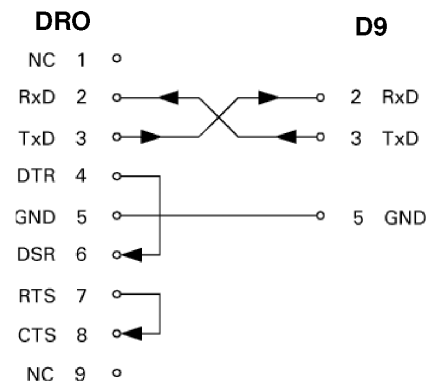 DRO D9
NC 1
RxD 2 2 RxD
TxD 3 3 TxD
DTR 4
GND 5 5 GND
DSR 6
RTS 7
CTS 8
NC 9